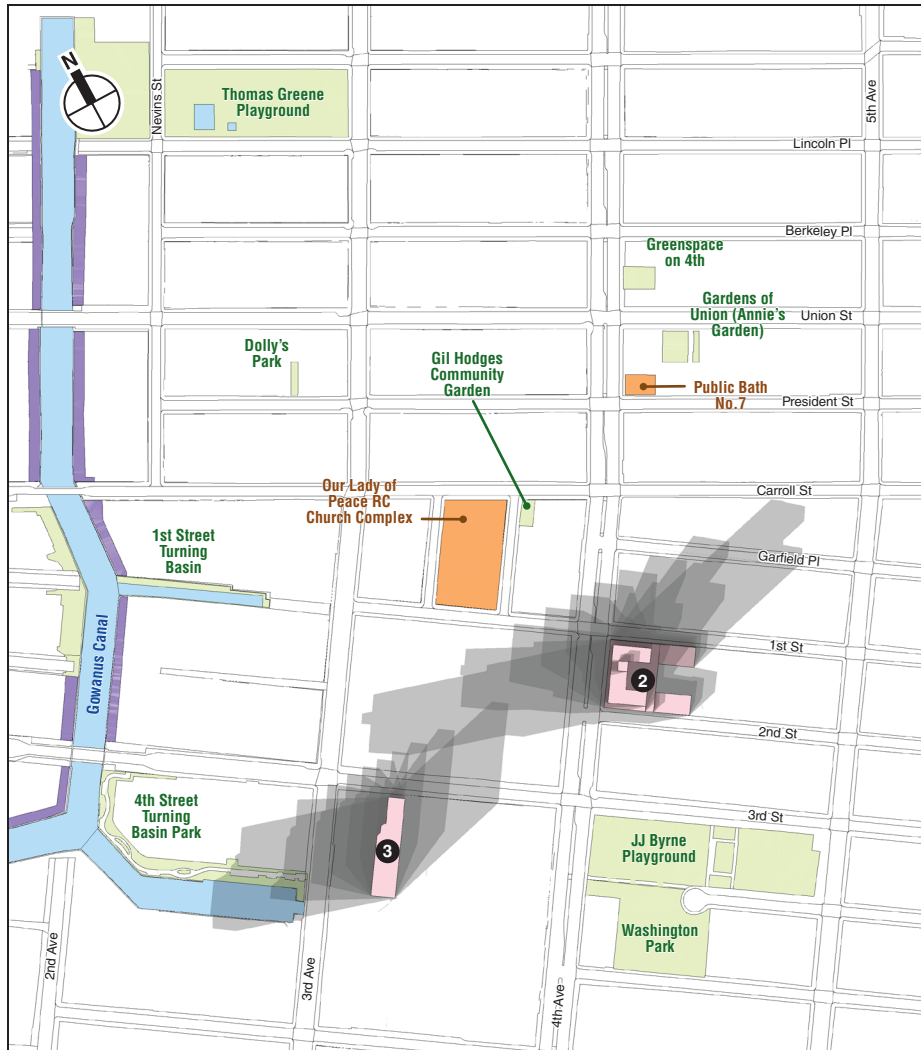 N
Nevins St
5th Ave
Thomas Greene
Playground
Lincoln Pl
Berkeley Pl
Greenspace
on 4th
Gardens of
Union (Annie's
Garden)
Union St
Dolly's
Park
Gil Hodges
Community
Garden
Public Bath
No.7
President St
Our Lady of
Peace RC
Church Complex
Carroll St
1st Street
Turning
Basin
Garfield Pl
Gowanus Canal
1st St
2
2nd St
4th Street
Turning
Basin Park
3rd St
3
JJ Byrne
Playground
Washington
Park
2nd Ave
3rd Ave
4th Ave